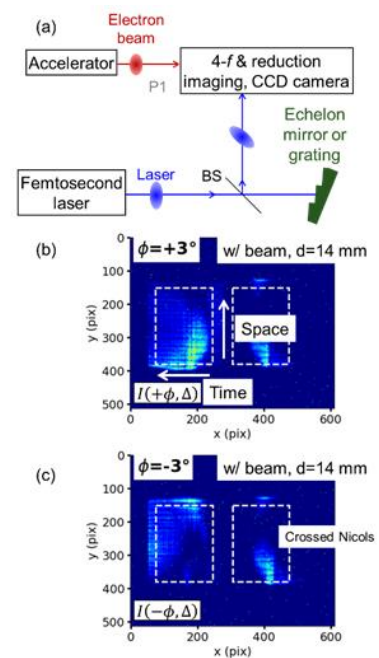 (a)
Electron
beam
Accelerator
P1
4-f & reduction
imaging, CCD camera
Echelon
mirror or
grating
Laser
BS
Femtosecond
laser
(b)
ϕ=+3°
w/ beam, d=14 mm
0
100
200
300
400
500
y (pix)
Space
Time
I(+ϕ, Δ)
0
200
400
600
x (pix)
(c)
ϕ=-3°
w/ beam, d=14 mm
0
100
200
300
400
500
y (pix)
Crossed Nicols
I(−ϕ, Δ)
0
200
400
600
x (pix)